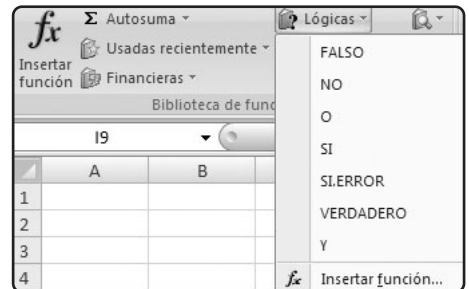 fx
Insertar
función
Σ Autosuma
Usadas recientemente
Financieras
Biblioteca de func
Lógicas
FALSO
NO
O
SI
SI.ERROR
VERDADERO
Y
fx Insertar función...
I9
A B
1
2
3
4